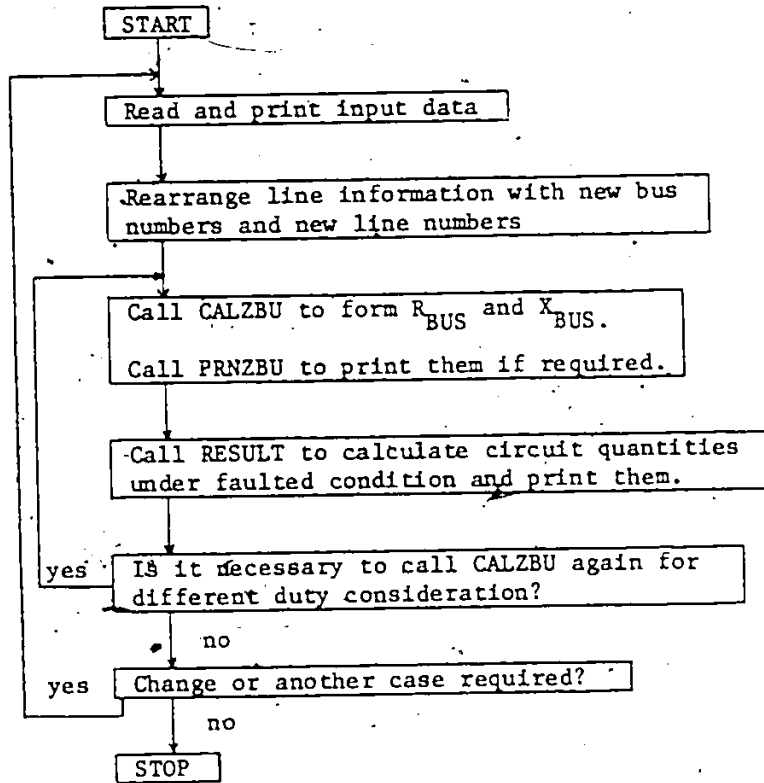 START
Read and print input data
Rearrange line information with new bus
numbers and new line numbers
Call CALZBU to form R_BUS and X_BUS.
Call PRNZBU to print them if required.
Call RESULT to calculate circuit quantities
under faulted condition and print them.
yes
Is it necessary to call CALZBU again for
different duty consideration?
no
yes
Change or another case required?
no
STOP